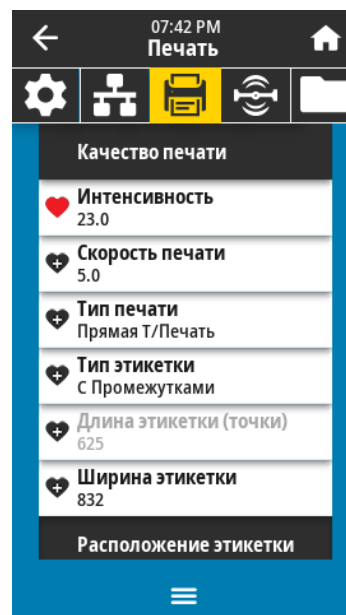 07:42 PM
Печать
Качество печати
Интенсивность
23.0
Скорость печати
5.0
Тип печати
Прямая Т/Печать
Тип этикетки
С Промежутками
Длина этикетки (точки)
625
Ширина этикетки
832
Расположение этикетки